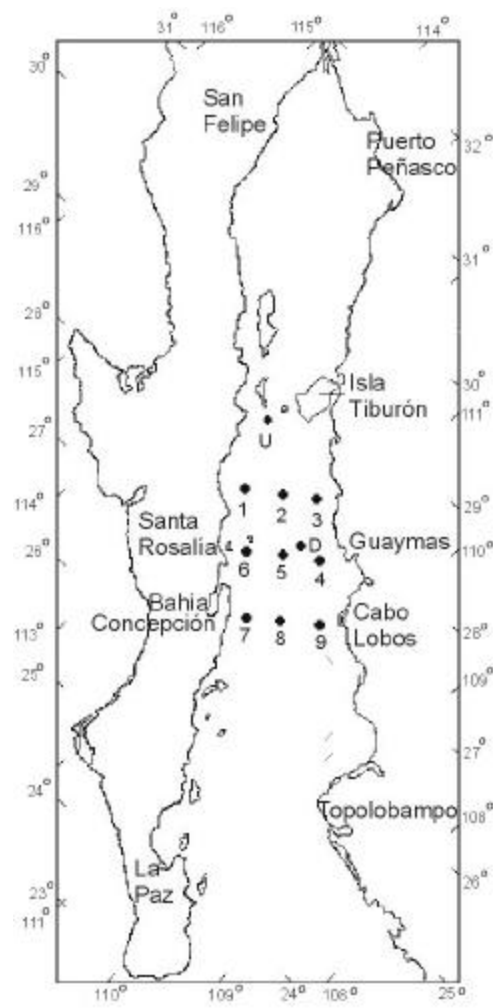 31° 116° 115° 114°
30°
San
Felipe
Puerto
Peñasco
32°
29°
116°
31°
28°
115°
Isla
Tiburón
30°
111°
27°
U
114°
1 2 3
29°
Santa
Rosalía
D
Guaymas
26°
110°
6 5 4
Bahia
Concepción
Cabo
Lobos
113°
7 8 9
28°
25°
109°
27°
24°
Topolobampo
108°
La
Paz
26°
23°
111°
110° 109° 24° 108° 25°